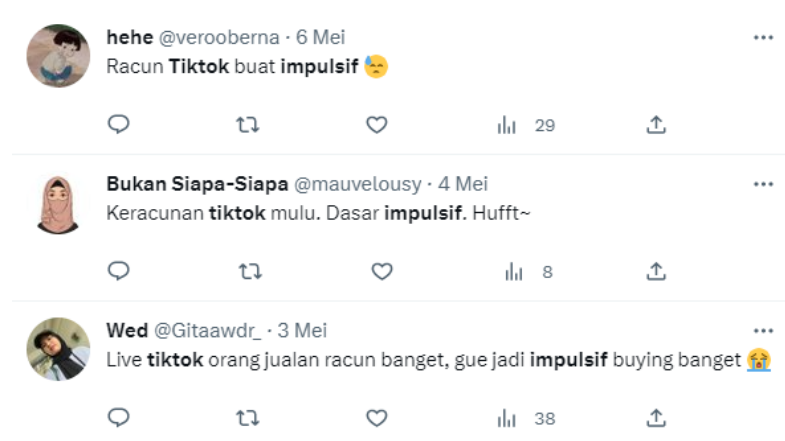 hehe @verooberna · 6 Mei
Racun Tiktok buat impulsif 😓
29
Bukan Siapa-Siapa @mauvelousy · 4 Mei
Keracunan tiktok mulu. Dasar impulsif. Hufft~
8
Wed @Gitaawdr_ · 3 Mei
Live tiktok orang jualan racun banget, gue jadi impulsif buying banget 😭
38